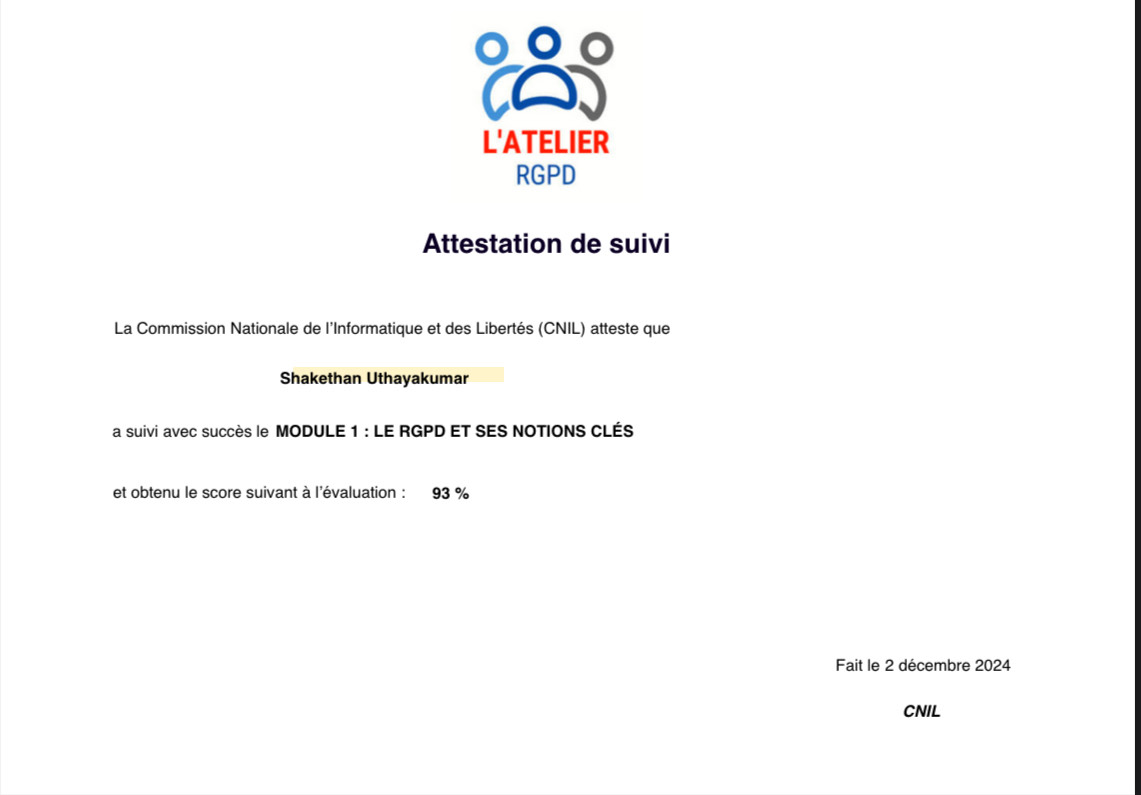 L'ATELIER
RGPD
Attestation de suivi
La Commission Nationale de l’Informatique et des Libertés (CNIL) atteste que
Shakethan Uthayakumar
a suivi avec succès le MODULE 1 : LE RGPD ET SES NOTIONS CLÉS
et obtenu le score suivant à l’évaluation : 93 %
Fait le 2 décembre 2024
CNIL